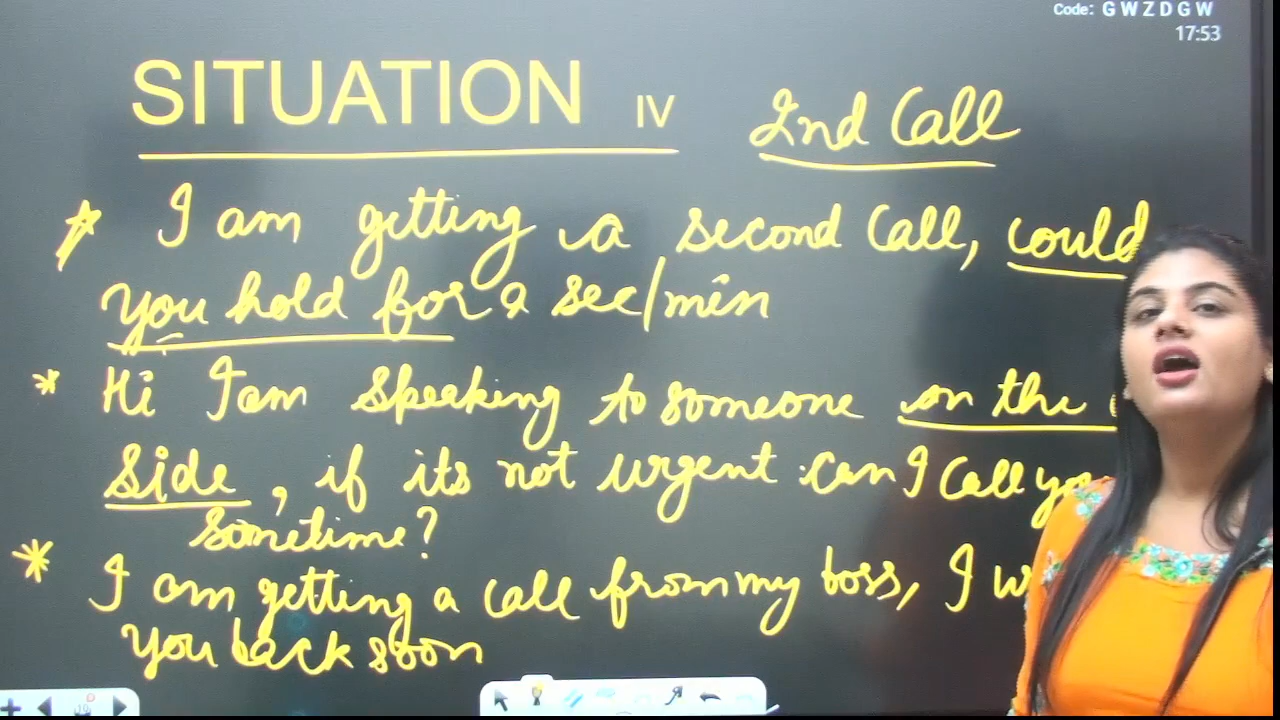 Code: G W Z D G W
17:53
SITUATION IV 2nd Call
I am getting a second call, could
you hold for a sec/min
Hi I am speaking to someone on the
side, if its not urgent can I call you
sometime?
I am getting a call from my boss, I
you back soon